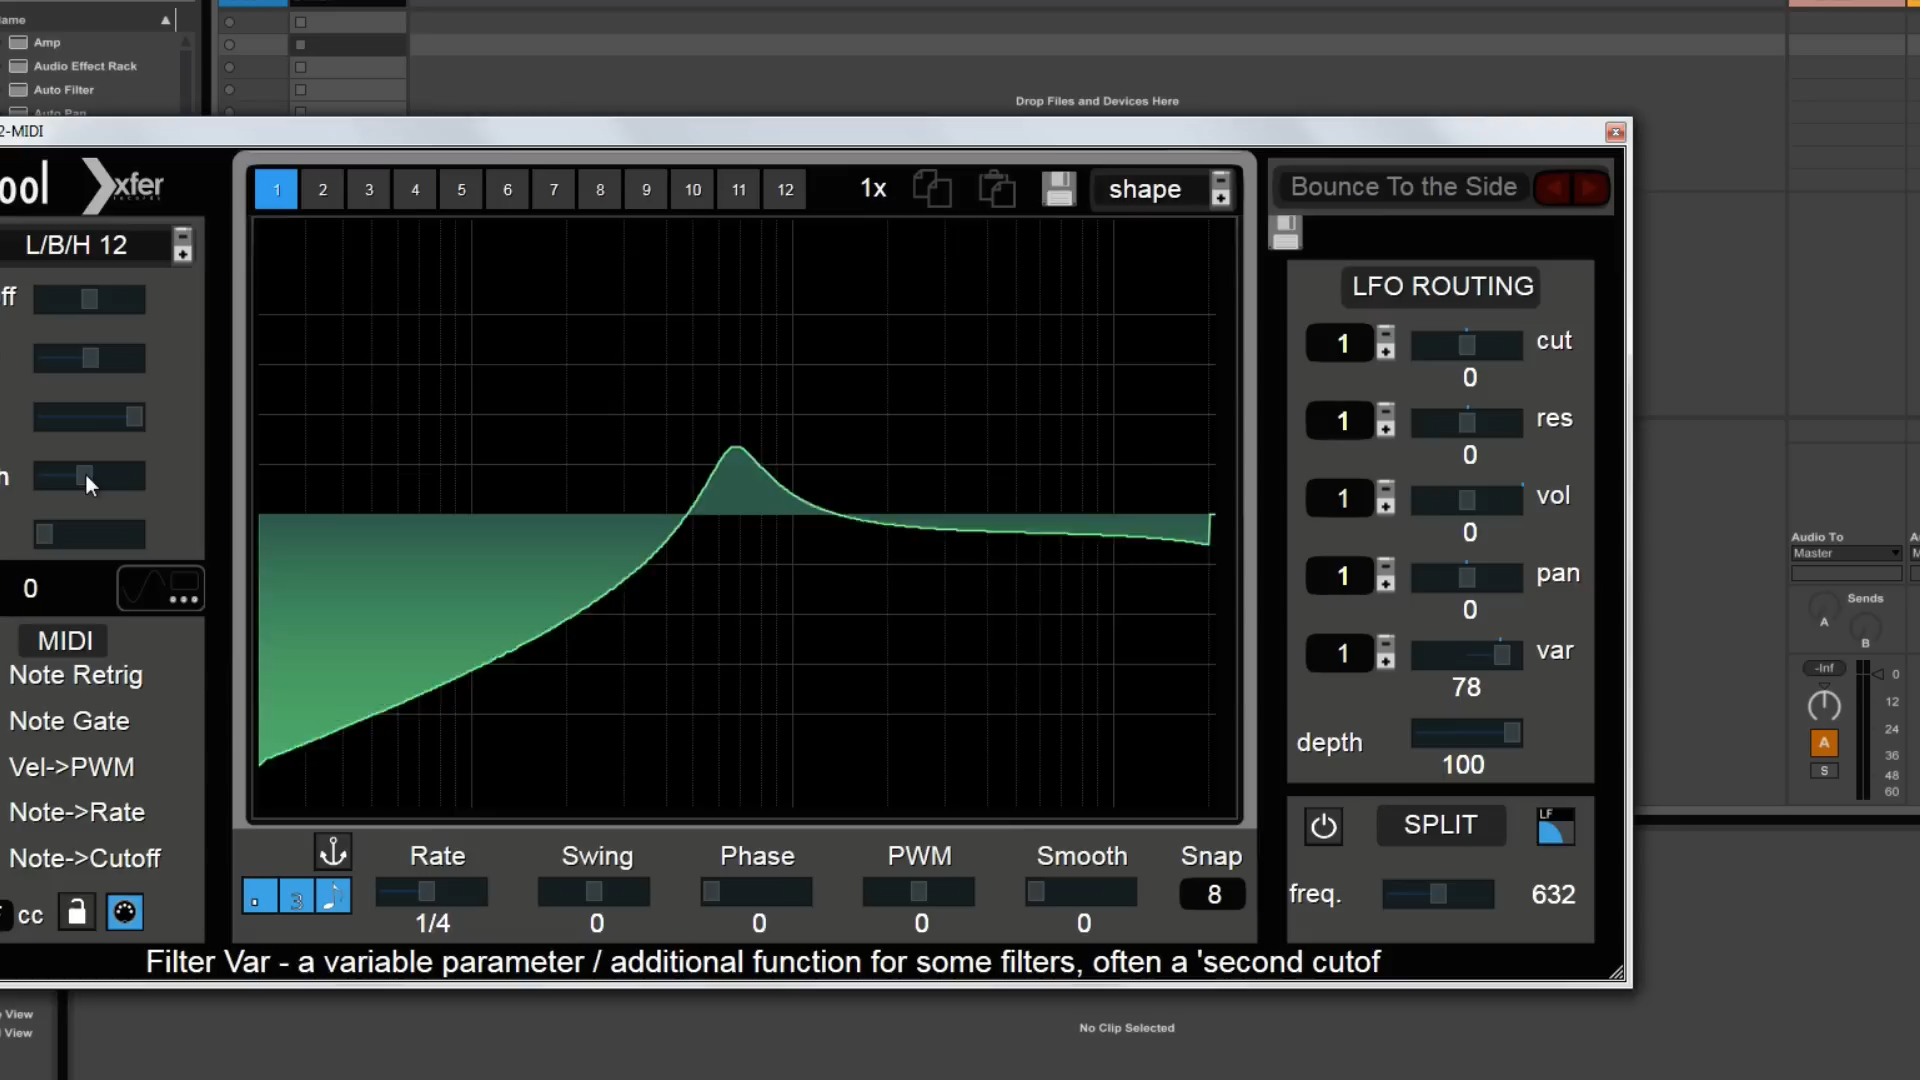 Amp
Audio Effect Rack
Auto Filter
Auto Pan
Drop Files and Devices Here
2-MIDI
xfer
records
L/B/H 12
1 2 3 4 5 6 7 8 9 10 11 12
1x
shape
Bounce To the Side
LFO ROUTING
1 cut
0
1 res
0
1 vol
0
1 pan
0
1 var
78
depth
100
0
MIDI
Note Retrig
Note Gate
Vel->PWM
Note->Rate
Note->Cutoff
cc
Rate Swing Phase PWM Smooth Snap
3
1/4 0 0 0 0 8
SPLIT
LF
freq. 632
Filter Var - a variable parameter / additional function for some filters, often a 'second cutof
Audio To
Master
Sends
A
B
-Inf
0
12
24
36
48
60
A
S
View
View
No Clip Selected